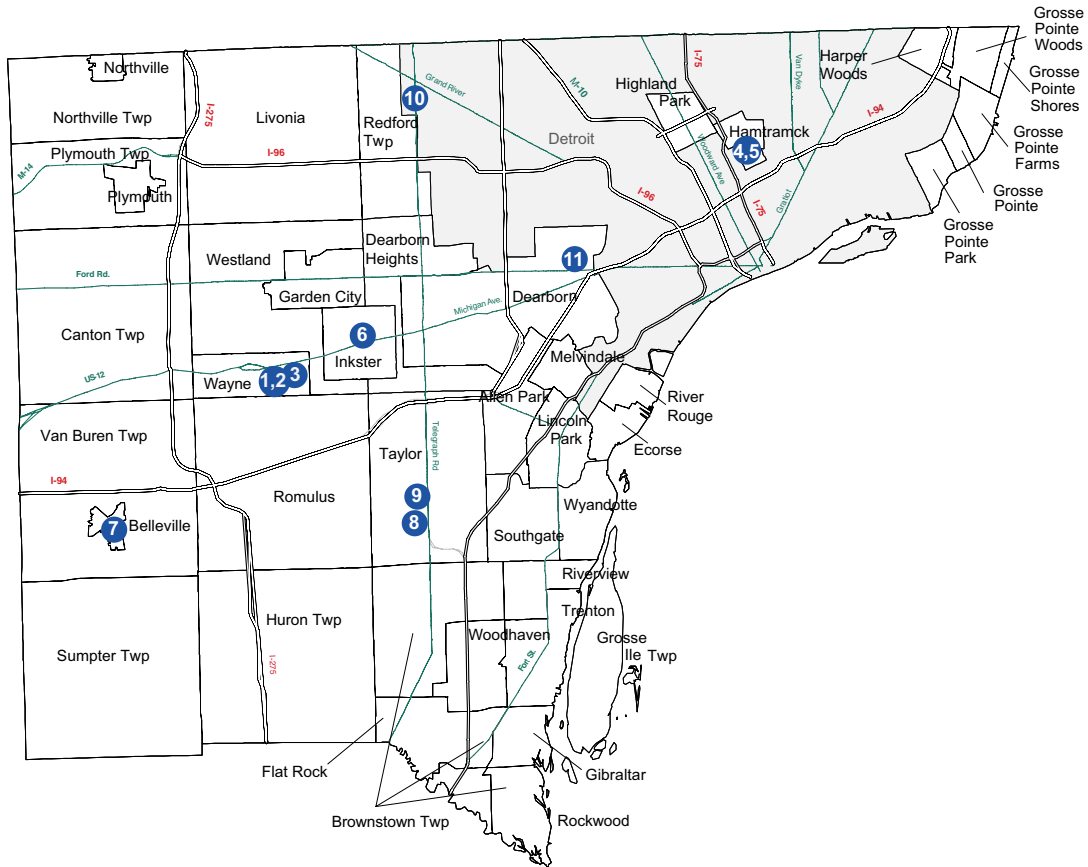 Grosse
Pointe
Woods
Harper
Woods
Grosse
Pointe
Shores
Grosse
Pointe
Farms
Grosse
Pointe
Grosse
Pointe
Park
Northville
Northville Twp
Plymouth Twp
M-14
Plymouth
I-275
Livonia
I-96
10
Redford
Twp
Grand River
Detroit
M-10
Highland
Park
I-75
Van Dyke
Hamtramck
4,5
I-94
Woodward Ave
I-96
I-75
Gratiot
Westland
Dearborn
Heights
Ford Rd.
11
Garden City
Michigan Ave.
Dearborn
Canton Twp
6
Inkster
US-12
Wayne
1,2
3
Melvindale
Allen Park
River
Rouge
Lincoln
Park
Ecorse
Van Buren Twp
Taylor
Telegraph Rd
I-94
Romulus
9
8
Wyandotte
7
Belleville
Southgate
Riverview
Trenton
Huron Twp
Woodhaven
Grosse
Ile Twp
Sumpter Twp
I-275
Fort St.
Flat Rock
Gibraltar
Brownstown Twp
Rockwood